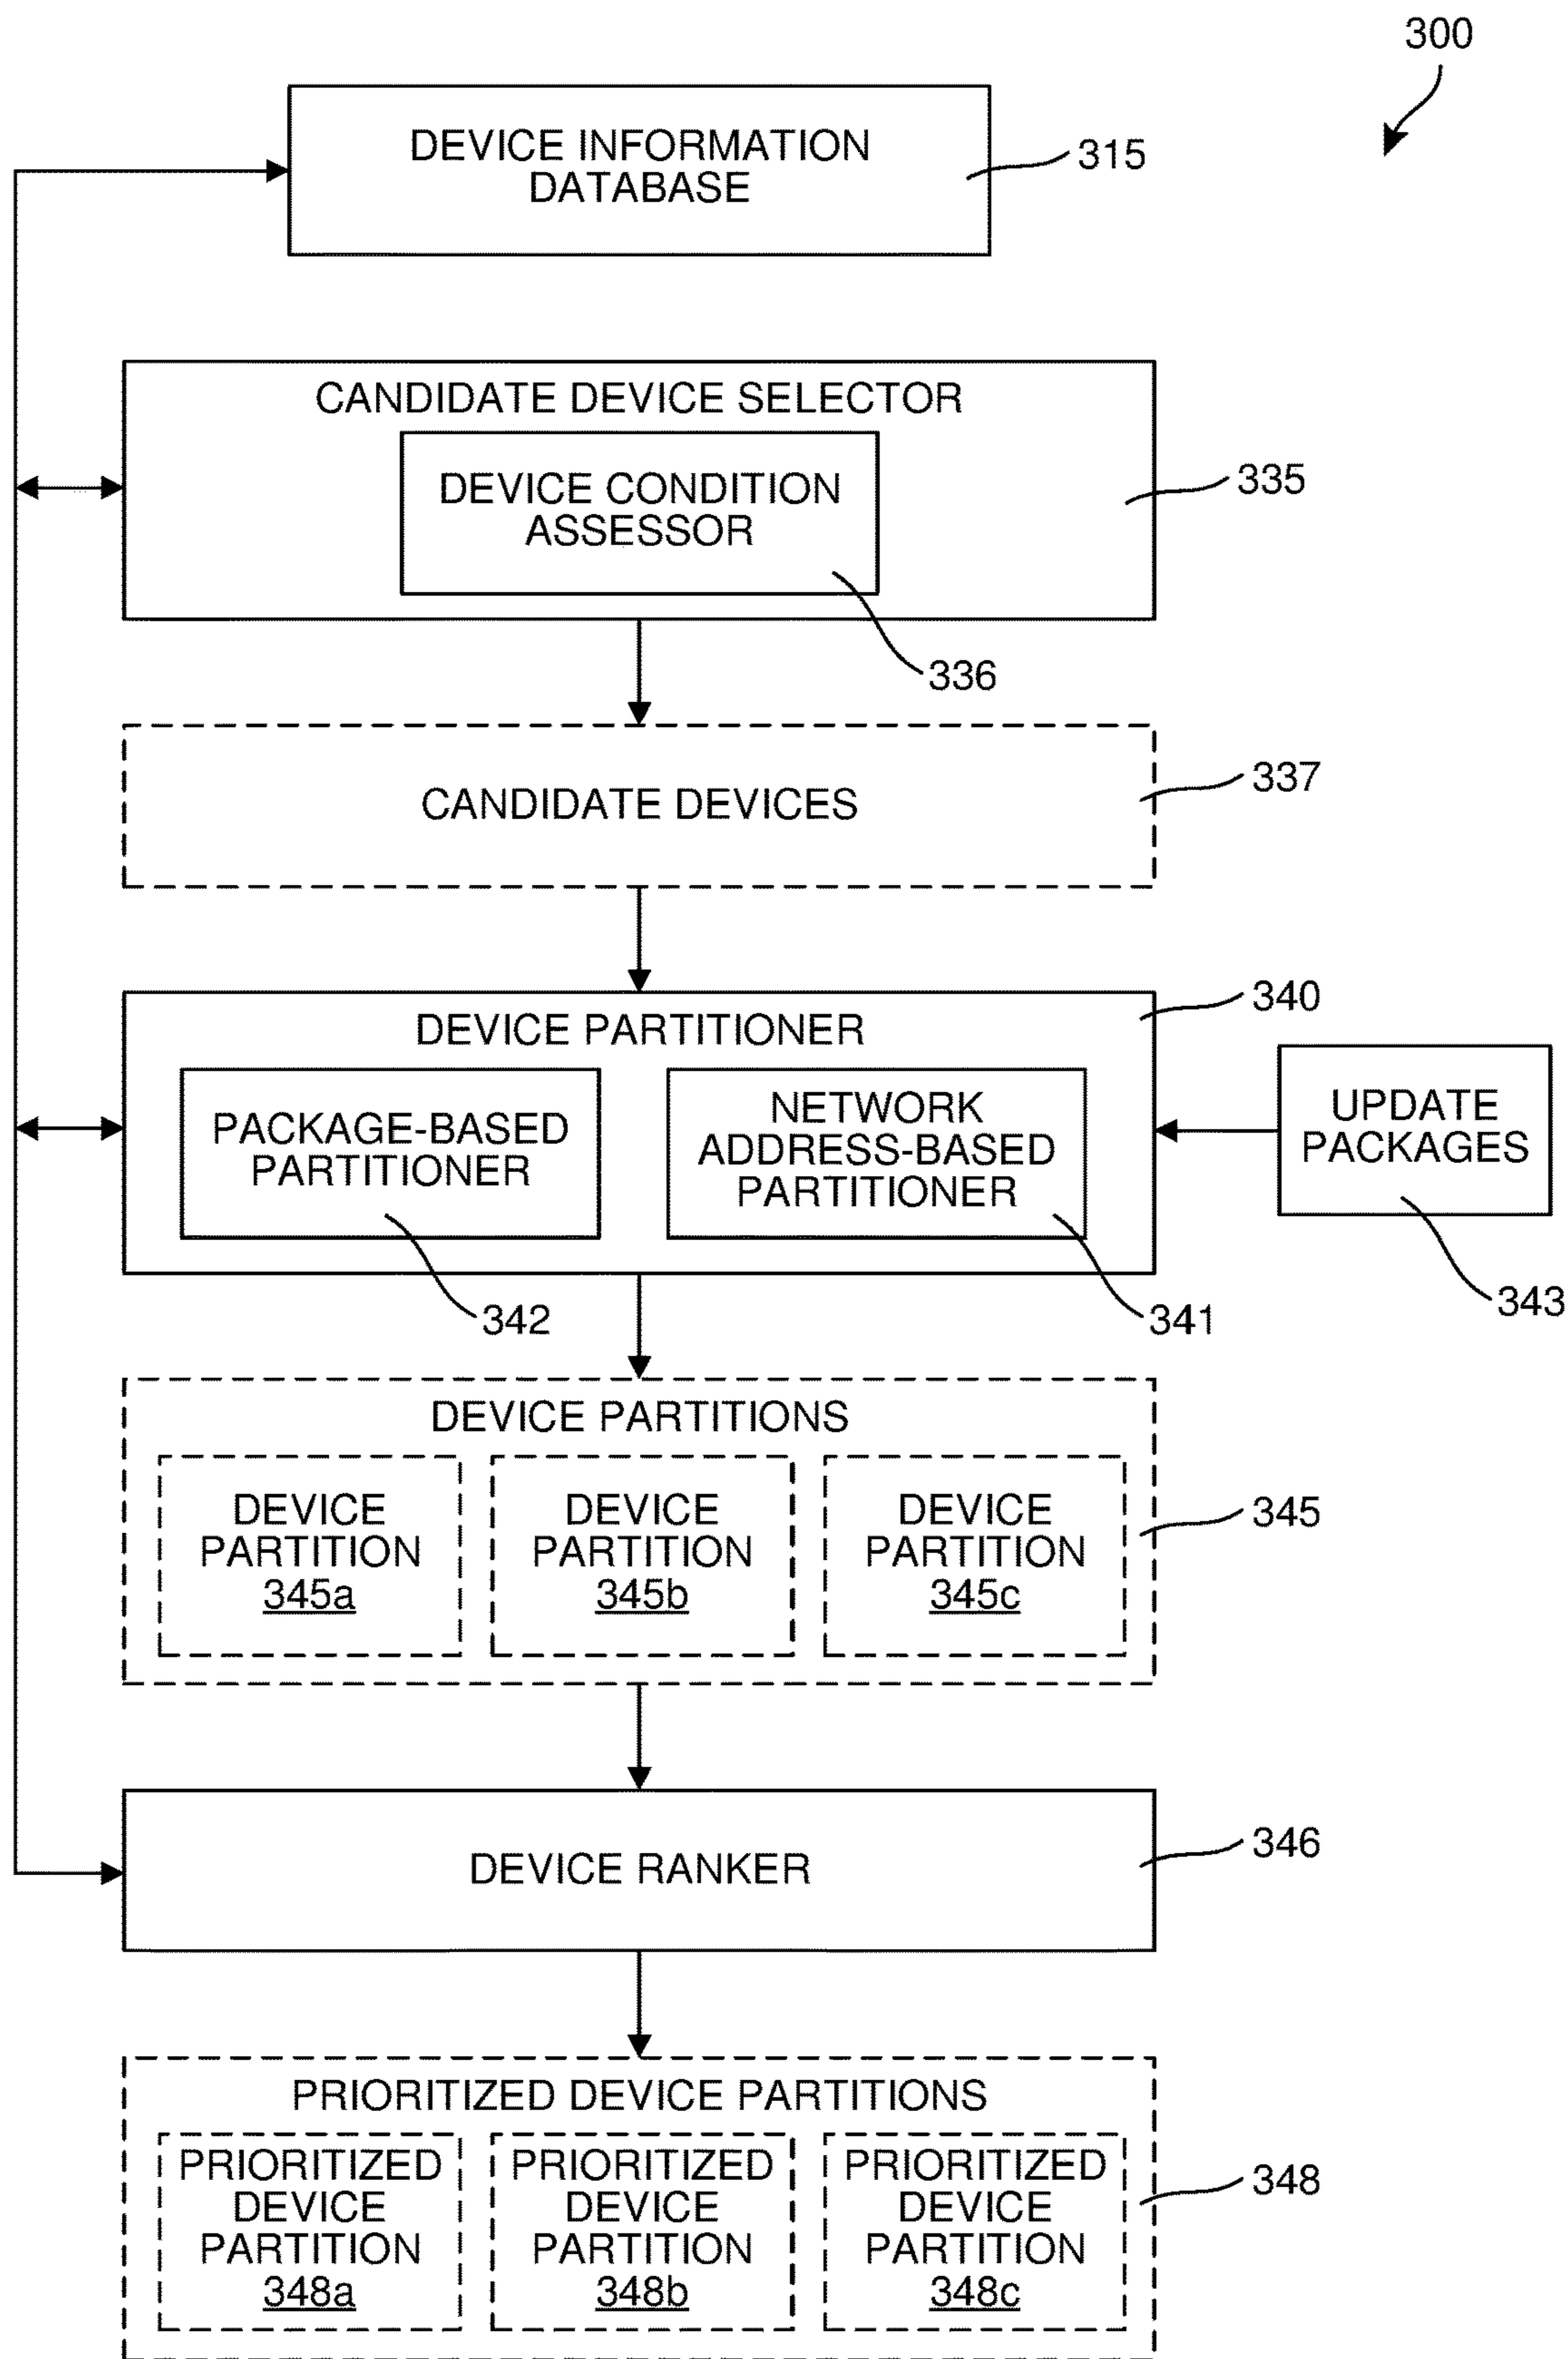 300
DEVICE INFORMATION
DATABASE
315
CANDIDATE DEVICE SELECTOR
DEVICE CONDITION
ASSESSOR
335
336
CANDIDATE DEVICES
337
340
DEVICE PARTITIONER
PACKAGE-BASED
PARTITIONER
NETWORK
ADDRESS-BASED
PARTITIONER
UPDATE
PACKAGES
342
341
343
DEVICE PARTITIONS
DEVICE
PARTITION
345a
DEVICE
PARTITION
345b
DEVICE
PARTITION
345c
345
DEVICE RANKER
346
PRIORITIZED DEVICE PARTITIONS
PRIORITIZED
DEVICE
PARTITION
348a
PRIORITIZED
DEVICE
PARTITION
348b
PRIORITIZED
DEVICE
PARTITION
348c
348